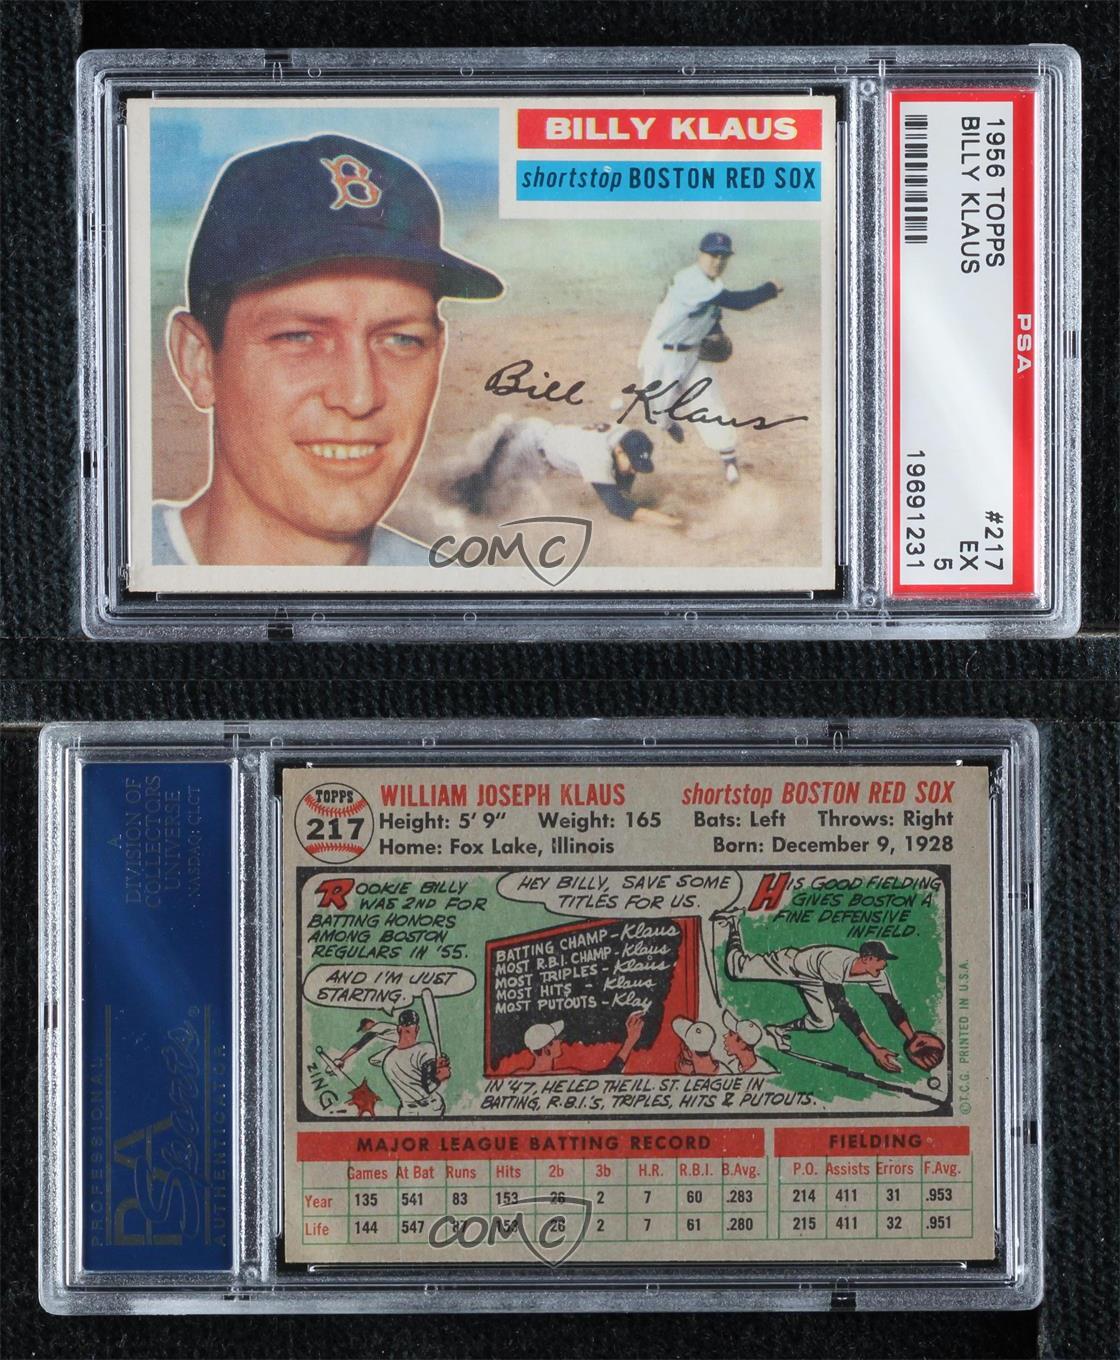 BILLY KLAUS
shortstop BOSTON RED SOX
B
Bill Klaus
COMC
1956 TOPPS
BILLY KLAUS
#217
EX
5
19691231
PSA
A
DIVISION OF
COLLECTORS
UNIVERSE
NASDAQ: CLCT
PROFESSIONAL
PSA
Sports®
AUTHENTICATOR
TOPPS
217
WILLIAM JOSEPH KLAUS shortstop BOSTON RED SOX
Height: 5' 9" Weight: 165 Bats: Left Throws: Right
Home: Fox Lake, Illinois Born: December 9, 1928
ROOKIE BILLY
WAS 2ND FOR
BATTING HONORS
AMONG BOSTON
REGULARS IN '55.
AND I'M JUST
STARTING.
ZING
HEY BILLY, SAVE SOME
TITLES FOR US.
BATTING CHAMP - Klaus
MOST R.B.I. CHAMP - Klaus
MOST TRIPLES - Klaus
MOST HITS - Klaus
MOST PUTOUTS - Klay
IN '47, HE LED THE ILL. ST. LEAGUE IN
BATTING, R.B.I.'S, TRIPLES, HITS & PUTOUTS.
HIS GOOD FIELDING
GIVES BOSTON A
FINE DEFENSIVE
INFIELD.
©T.C.G. PRINTED IN U.S.A.
MAJOR LEAGUE BATTING RECORD FIELDING
Games At Bat Runs Hits 2b 3b H.R. R.B.I. B.Avg. P.O. Assists Errors F.Avg.
Year 135 541 83 153 26 2 7 60 .283 214 411 31 .953
Life 144 547 87 153 26 2 7 61 .280 215 411 32 .951
COMC